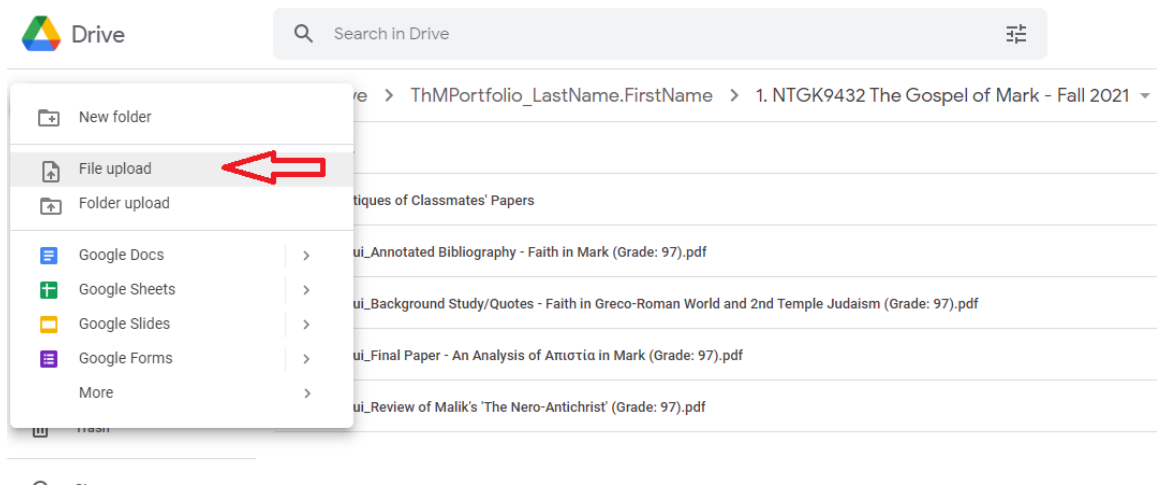 Drive
Search in Drive
ve > ThMPortfolio_LastName.FirstName > 1. NTGK9432 The Gospel of Mark - Fall 2021
New folder
File upload
Folder upload
tiques of Classmates' Papers
Google Docs
ui_Annotated Bibliography - Faith in Mark (Grade: 97).pdf
Google Sheets
ui_Background Study/Quotes - Faith in Greco-Roman World and 2nd Temple Judaism (Grade: 97).pdf
Google Slides
Google Forms
ui_Final Paper - An Analysis of Απιστία in Mark (Grade: 97).pdf
More
ui_Review of Malik's 'The Nero-Antichrist' (Grade: 97).pdf
Trash